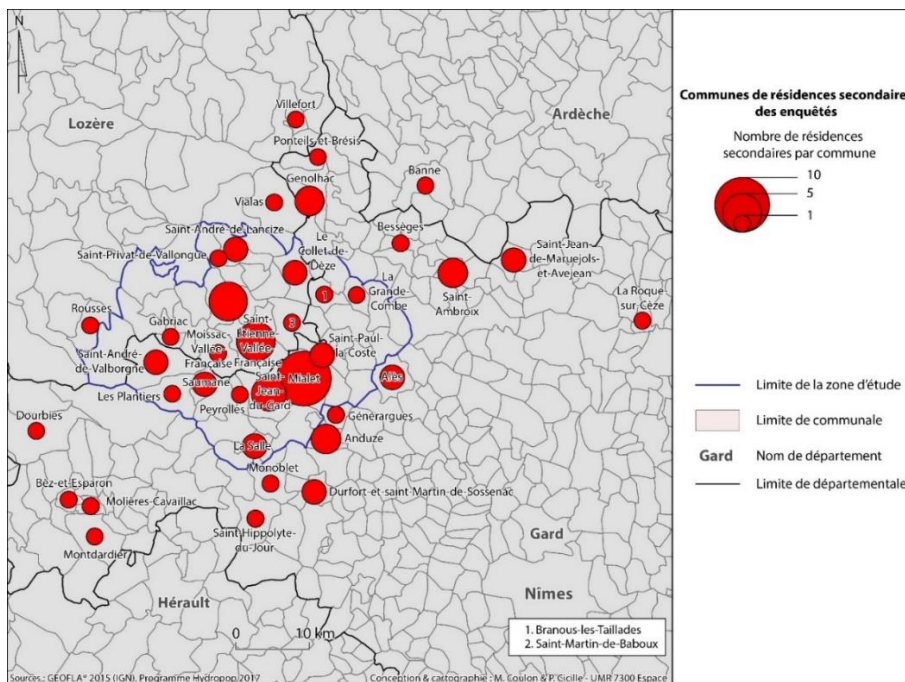 N
Lozère
Ardèche
Villefort
Ponteils-et-Brésis
Genolhac
Banne
Vialas
Saint-André-de-Lancize
Bessèges
Saint-Privat-de-Vallongue
Le
Collet-de-
Dèze
Saint-Jean
de-Maruejols-
et-Avejean
La
Grande-
Combe
1
Saint-
Ambroix
La Roque
sur-Cèze
Rousses
Gabriac
3
Saint-
Etienne-
Vallée-
Française
Moissac-
Vallée-
Française
Saint-Paul-
la-Coste
Saint-André-
de-Valborgne
Saumane
Saint-
Jean-
du-Gard
Mialet
Alès
Les Plantiers
Peyrolles
Générargues
Dourbies
Anduze
La Salle
Monoblet
Bèz-et-Esparon
Molières-Cavaillac
Durfort-et-saint-Martin-de-Sossenac
Montdardier
Saint-Hippolyte-
du-Jour
Gard
Nîmes
Hérault
0 10 km
1. Branous-les-Taillades
2. Saint-Martin-de-Baboux
Sources : GEOFLA® 2015 (IGN), Programme Hydropop 2017
Conception & cartographie : M. Coulon & P. Cicille - UMR 7300 Espace
Communes de résidences secondaire
des enquêtés
Nombre de résidences
secondaires par commune
10
5
1
Limite de la zone d'étude
Limite de communale
Gard Nom de département
Limite de départementale